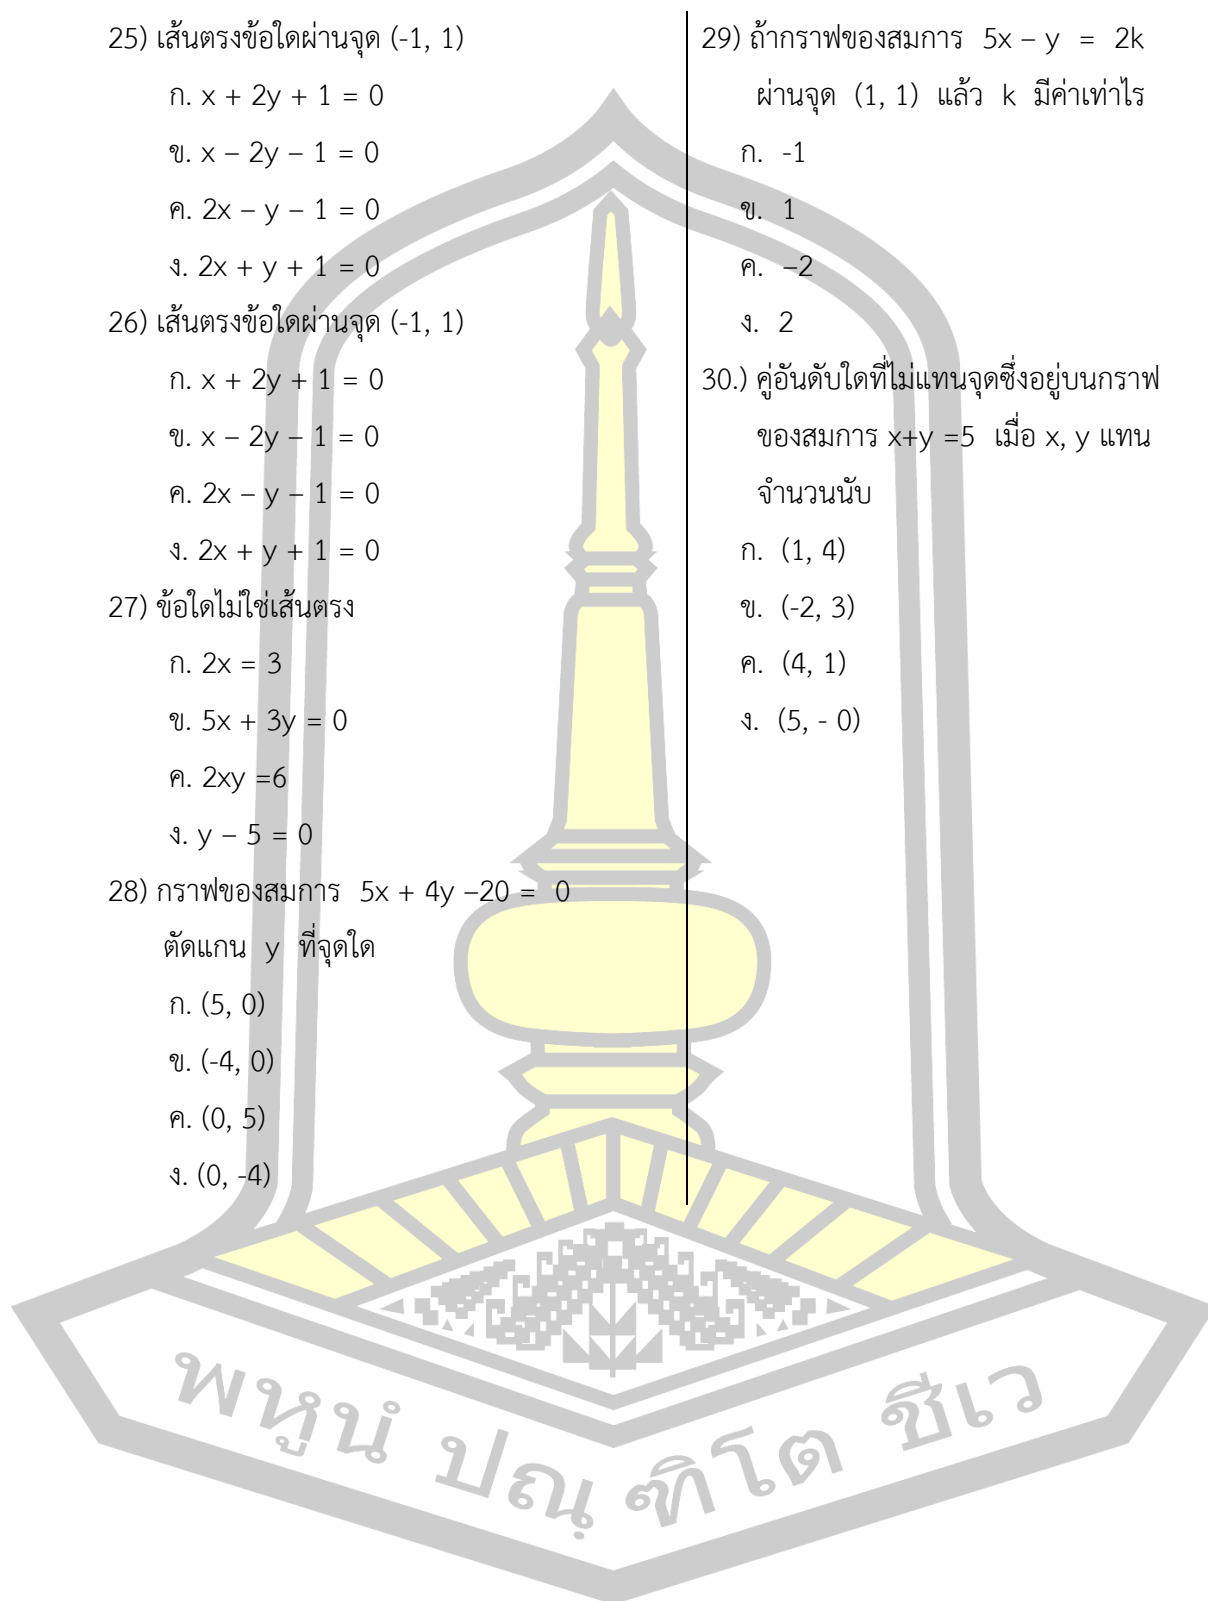 25) เส้นตรงข้อใดผ่านจุด (-1, 1)
ก. x + 2y + 1 = 0
ข. x – 2y – 1 = 0
ค. 2x – y – 1 = 0
ง. 2x + y + 1 = 0
26) เส้นตรงข้อใดผ่านจุด (-1, 1)
ก. x + 2y + 1 = 0
ข. x – 2y – 1 = 0
ค. 2x – y – 1 = 0
ง. 2x + y + 1 = 0
27) ข้อใดไม่ใช่เส้นตรง
ก. 2x = 3
ข. 5x + 3y = 0
ค. 2xy =6
ง. y – 5 = 0
28) กราฟของสมการ 5x + 4y –20 = 0
ตัดแกน y ที่จุดใด
ก. (5, 0)
ข. (-4, 0)
ค. (0, 5)
ง. (0, -4)
29) ถ้ากราฟของสมการ 5x – y = 2k
ผ่านจุด (1, 1) แล้ว k มีค่าเท่าไร
ก. -1
ข. 1
ค. –2
ง. 2
30.) คู่อันดับใดที่ไม่แทนจุดซึ่งอยู่บนกราฟ
ของสมการ x+y =5 เมื่อ x, y แทน
จำนวนนับ
ก. (1, 4)
ข. (-2, 3)
ค. (4, 1)
ง. (5, - 0)
พหูนํ ปณฺฑิโต ชีเว